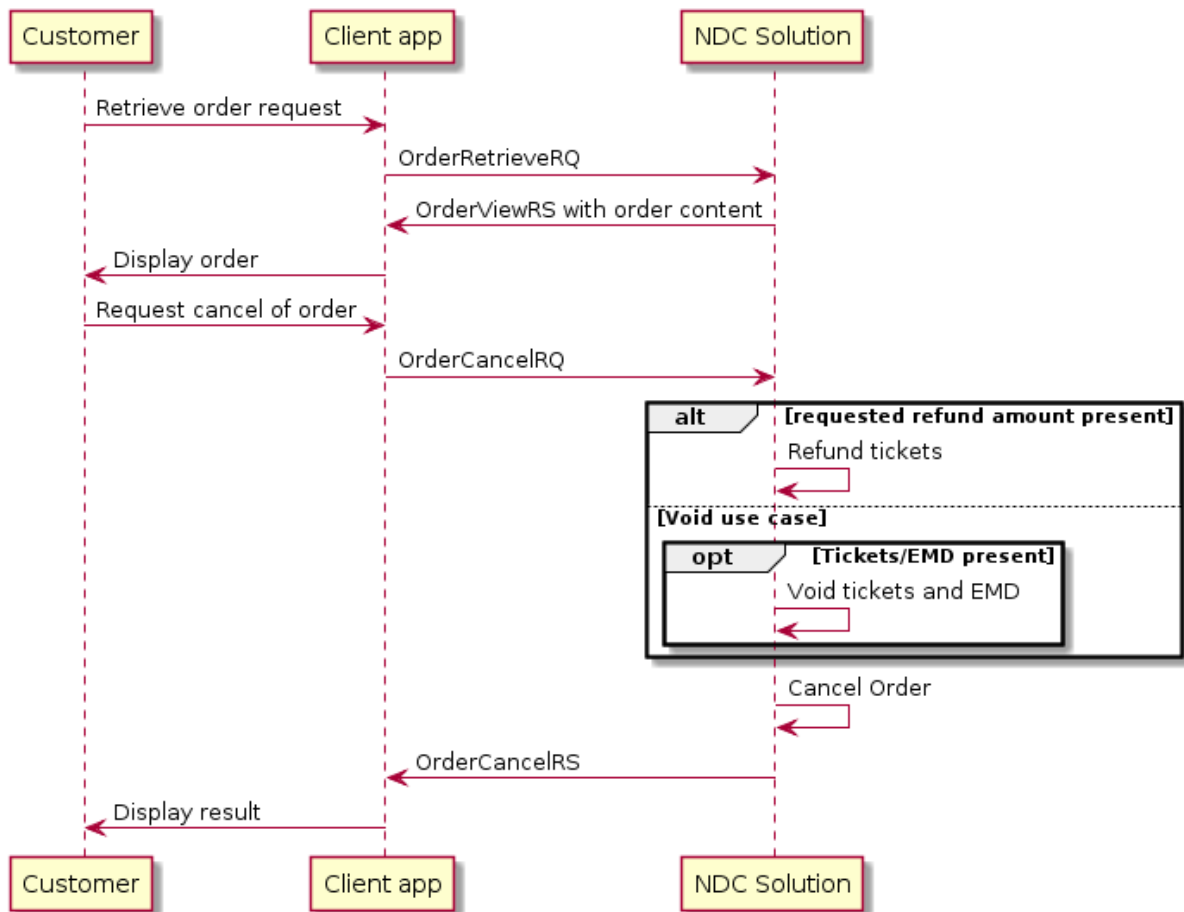 Customer
Client app
NDC Solution
Retrieve order request
OrderRetrieveRQ
OrderViewRS with order content
Display order
Request cancel of order
OrderCancelRQ
alt [requested refund amount present]
Refund tickets
[Void use case]
opt [Tickets/EMD present]
Void tickets and EMD
Cancel Order
OrderCancelRS
Display result
Customer
Client app
NDC Solution